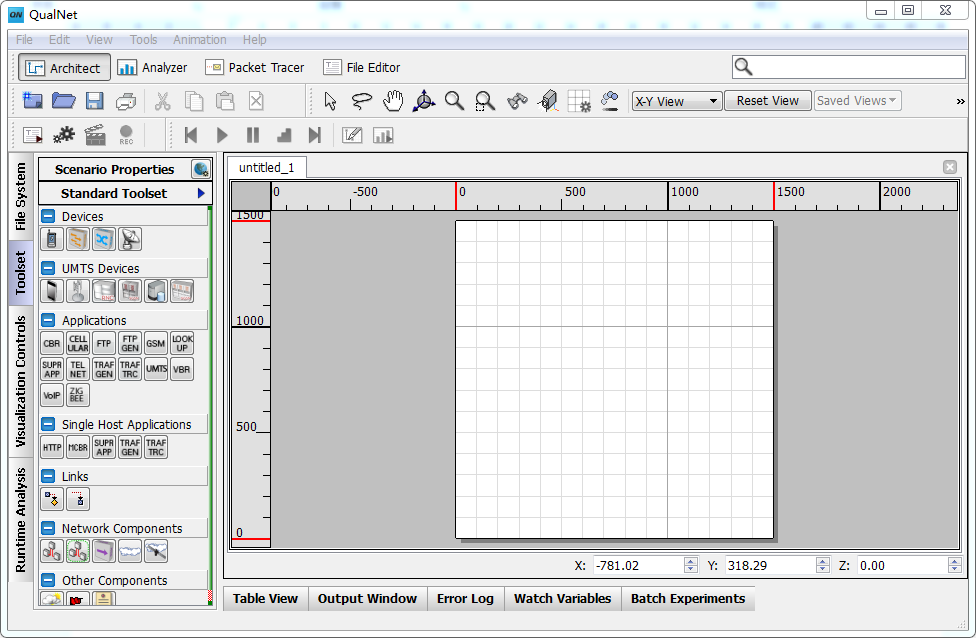 QN QualNet
File Edit View Tools Animation Help
Architect Analyzer Packet Tracer File Editor
X-Y View Reset View Saved Views »
REC
File System
Toolset
Visualization Controls
Runtime Analysis
Scenario Properties
Standard Toolset
Devices
UMTS Devices
RNC
Applications
CBR CELL ULAR FTP FTP GEN GSM LOOK UP
SUPR APP TEL NET TRAF GEN TRAF TRC UMTS VBR
VoIP ZIG BEE
Single Host Applications
HTTP MCBR SUPR APP TRAF GEN TRAF TRC
Links
Network Components
Other Components
untitled_1
0 -500 0 500 1000 1500 2000
1500
1000
500
0
X: -781.02 Y: 318.29 Z: 0.00
Table View Output Window Error Log Watch Variables Batch Experiments